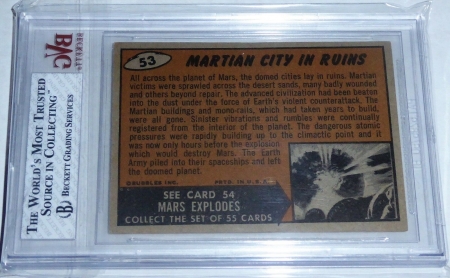 BVG
BECKETT
THE WORLD'S MOST TRUSTED
SOURCE IN COLLECTING™
BECKETT GRADING SERVICES
53
MARTIAN CITY IN RUINS
All across the planet of Mars, the domed cities lay in ruins. Martian
victims were sprawled across the desert sands, many badly wounded
and others beyond repair. The advanced civilization had been beaten
into the dust under the force of Earth's violent counterattack. The
Martian buildings and mono-rails, which had taken years to build,
were all gone. Sinister vibrations and rumbles were continually
registered from the interior of the planet. The dangerous atomic
pressures were rapidly building up to the climactic point and it
was now only hours before the explosion
which would destroy Mars. The Earth
Army piled into their spaceships and left
the doomed planet.
©BUBBLES INC. PRTD. IN U.S.A.
SEE CARD 54
MARS EXPLODES
COLLECT THE SET OF 55 CARDS